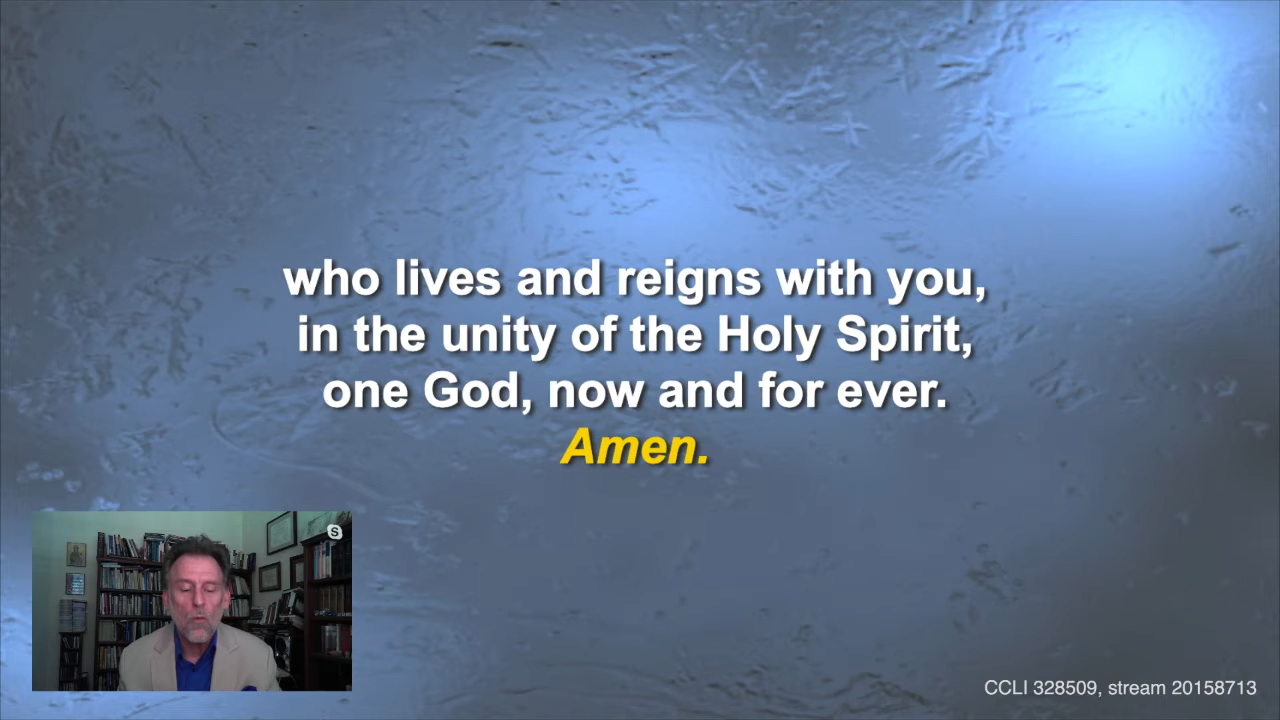 who lives and reigns with you,
in the unity of the Holy Spirit,
one God, now and for ever.
Amen.
S
CCLI 328509, stream 20158713